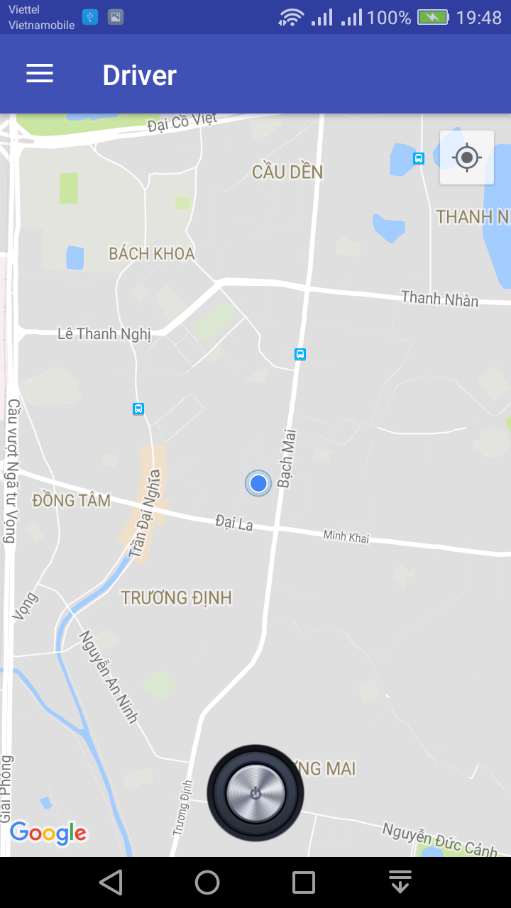 Viettel
Vietnamobile
100%
19:48
Driver
Đại Cồ Việt
CẦU DỀN
THANH N
BÁCH KHOA
Thanh Nhàn
Lê Thanh Nghị
Cầu vượt Ngã tư Vọng
Bạch Mai
Trần Đại Nghĩa
ĐỒNG TÂM
Đại La
Minh Khai
Vọng
TRƯƠNG ĐỊNH
Nguyễn An Ninh
Giải Phóng
Trương Định
NG MAI
Nguyễn Đức Cảnh
Google